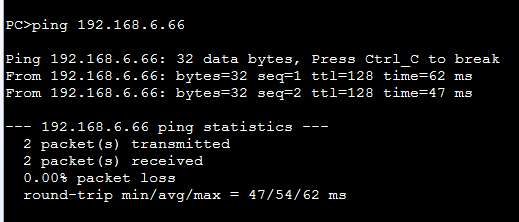 PC>ping 192.168.6.66
Ping 192.168.6.66: 32 data bytes, Press Ctrl_C to break
From 192.168.6.66: bytes=32 seq=1 ttl=128 time=62 ms
From 192.168.6.66: bytes=32 seq=2 ttl=128 time=47 ms
--- 192.168.6.66 ping statistics ---
2 packet(s) transmitted
2 packet(s) received
0.00% packet loss
round-trip min/avg/max = 47/54/62 ms